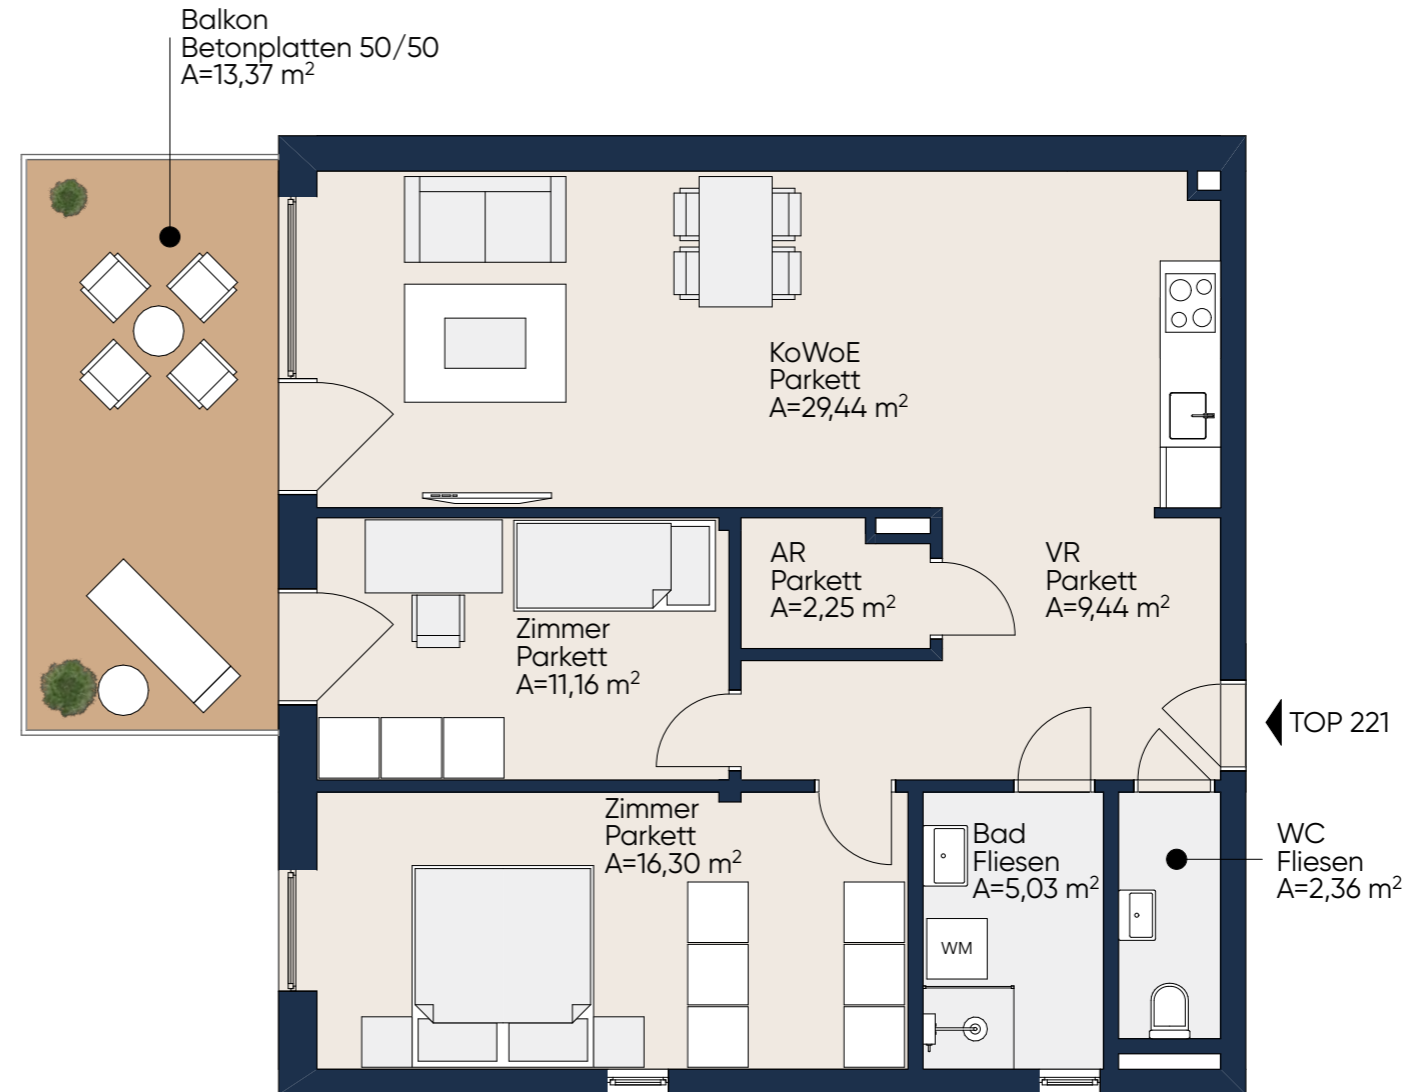 Balkon
Betonplatten 50/50
A=13,37 m²
KoWoE
Parkett
A=29,44 m²
AR
Parkett
A=2,25 m²
VR
Parkett
A=9,44 m²
Zimmer
Parkett
A=11,16 m²
TOP 221
Zimmer
Parkett
A=16,30 m²
Bad
Fliesen
A=5,03 m²
WC
Fliesen
A=2,36 m²
WM